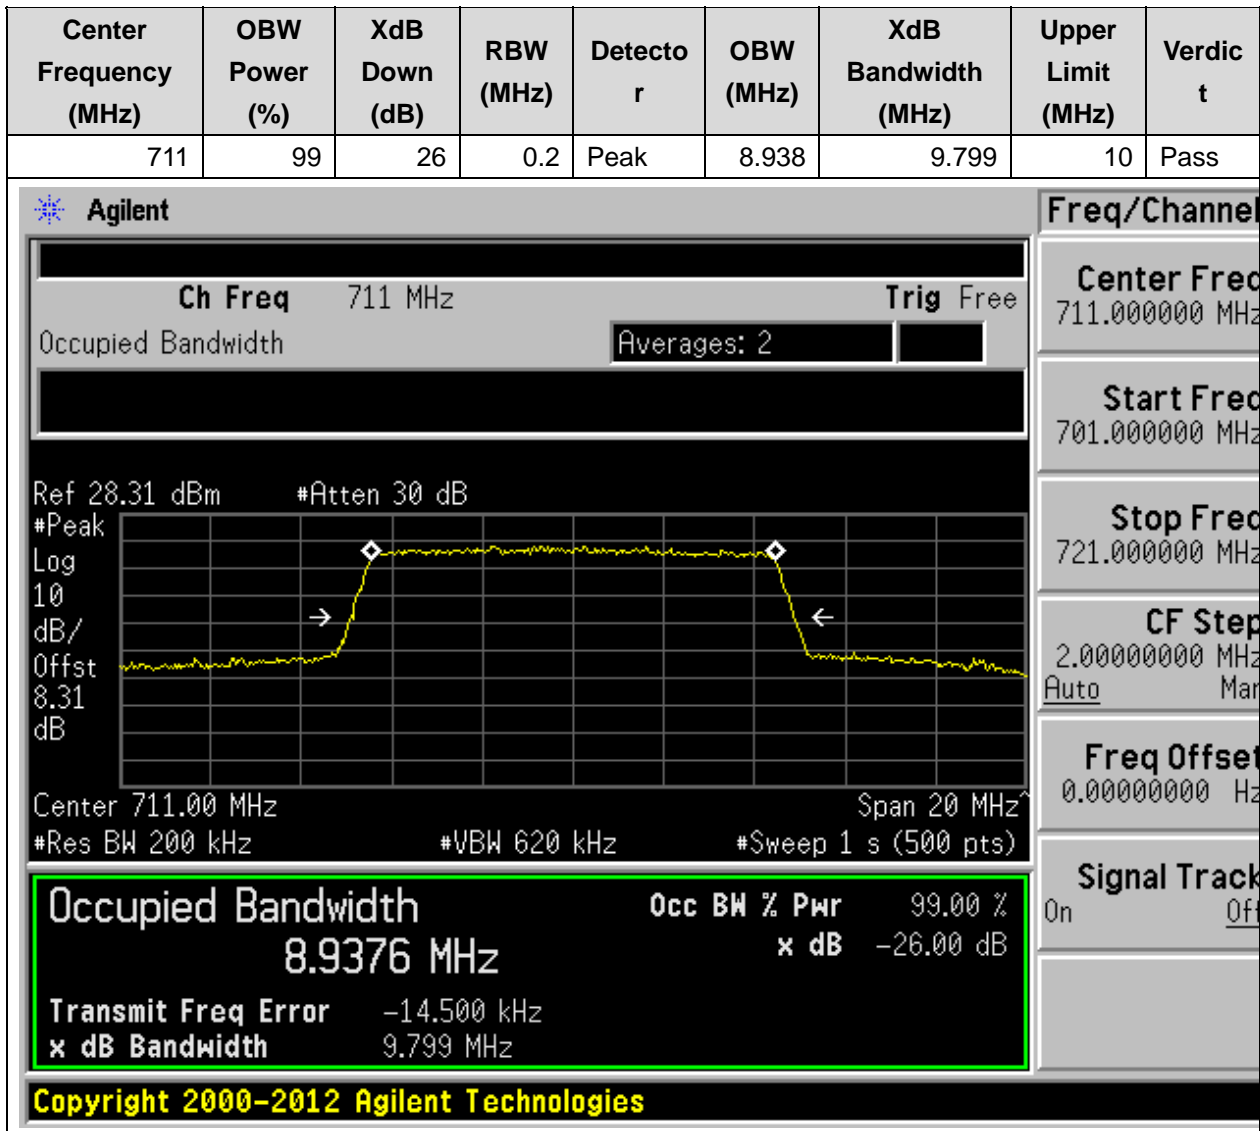 Center Frequency (MHz) OBW Power (%) XdB Down (dB) RBW (MHz) Detector OBW (MHz) XdB Bandwidth (MHz) Upper Limit (MHz) Verdict
711 99 26 0.2 Peak 8.938 9.799 10 Pass
Agilent
Freq/Channel
Ch Freq 711 MHz Trig Free
Occupied Bandwidth Averages: 2
Center Freq
711.000000 MHz
Start Freq
701.000000 MHz
Stop Freq
721.000000 MHz
CF Step
2.00000000 MHz
Auto Man
Freq Offset
0.00000000 Hz
Signal Track
On Off
Ref 28.31 dBm #Atten 30 dB
#Peak
Log
10
dB/
Offst
8.31
dB
Center 711.00 MHz Span 20 MHz^
#Res BW 200 kHz #VBW 620 kHz #Sweep 1 s (500 pts)
Occupied Bandwidth Occ BW % Pwr 99.00 %
8.9376 MHz x dB -26.00 dB
Transmit Freq Error -14.500 kHz
x dB Bandwidth 9.799 MHz
Copyright 2000-2012 Agilent Technologies